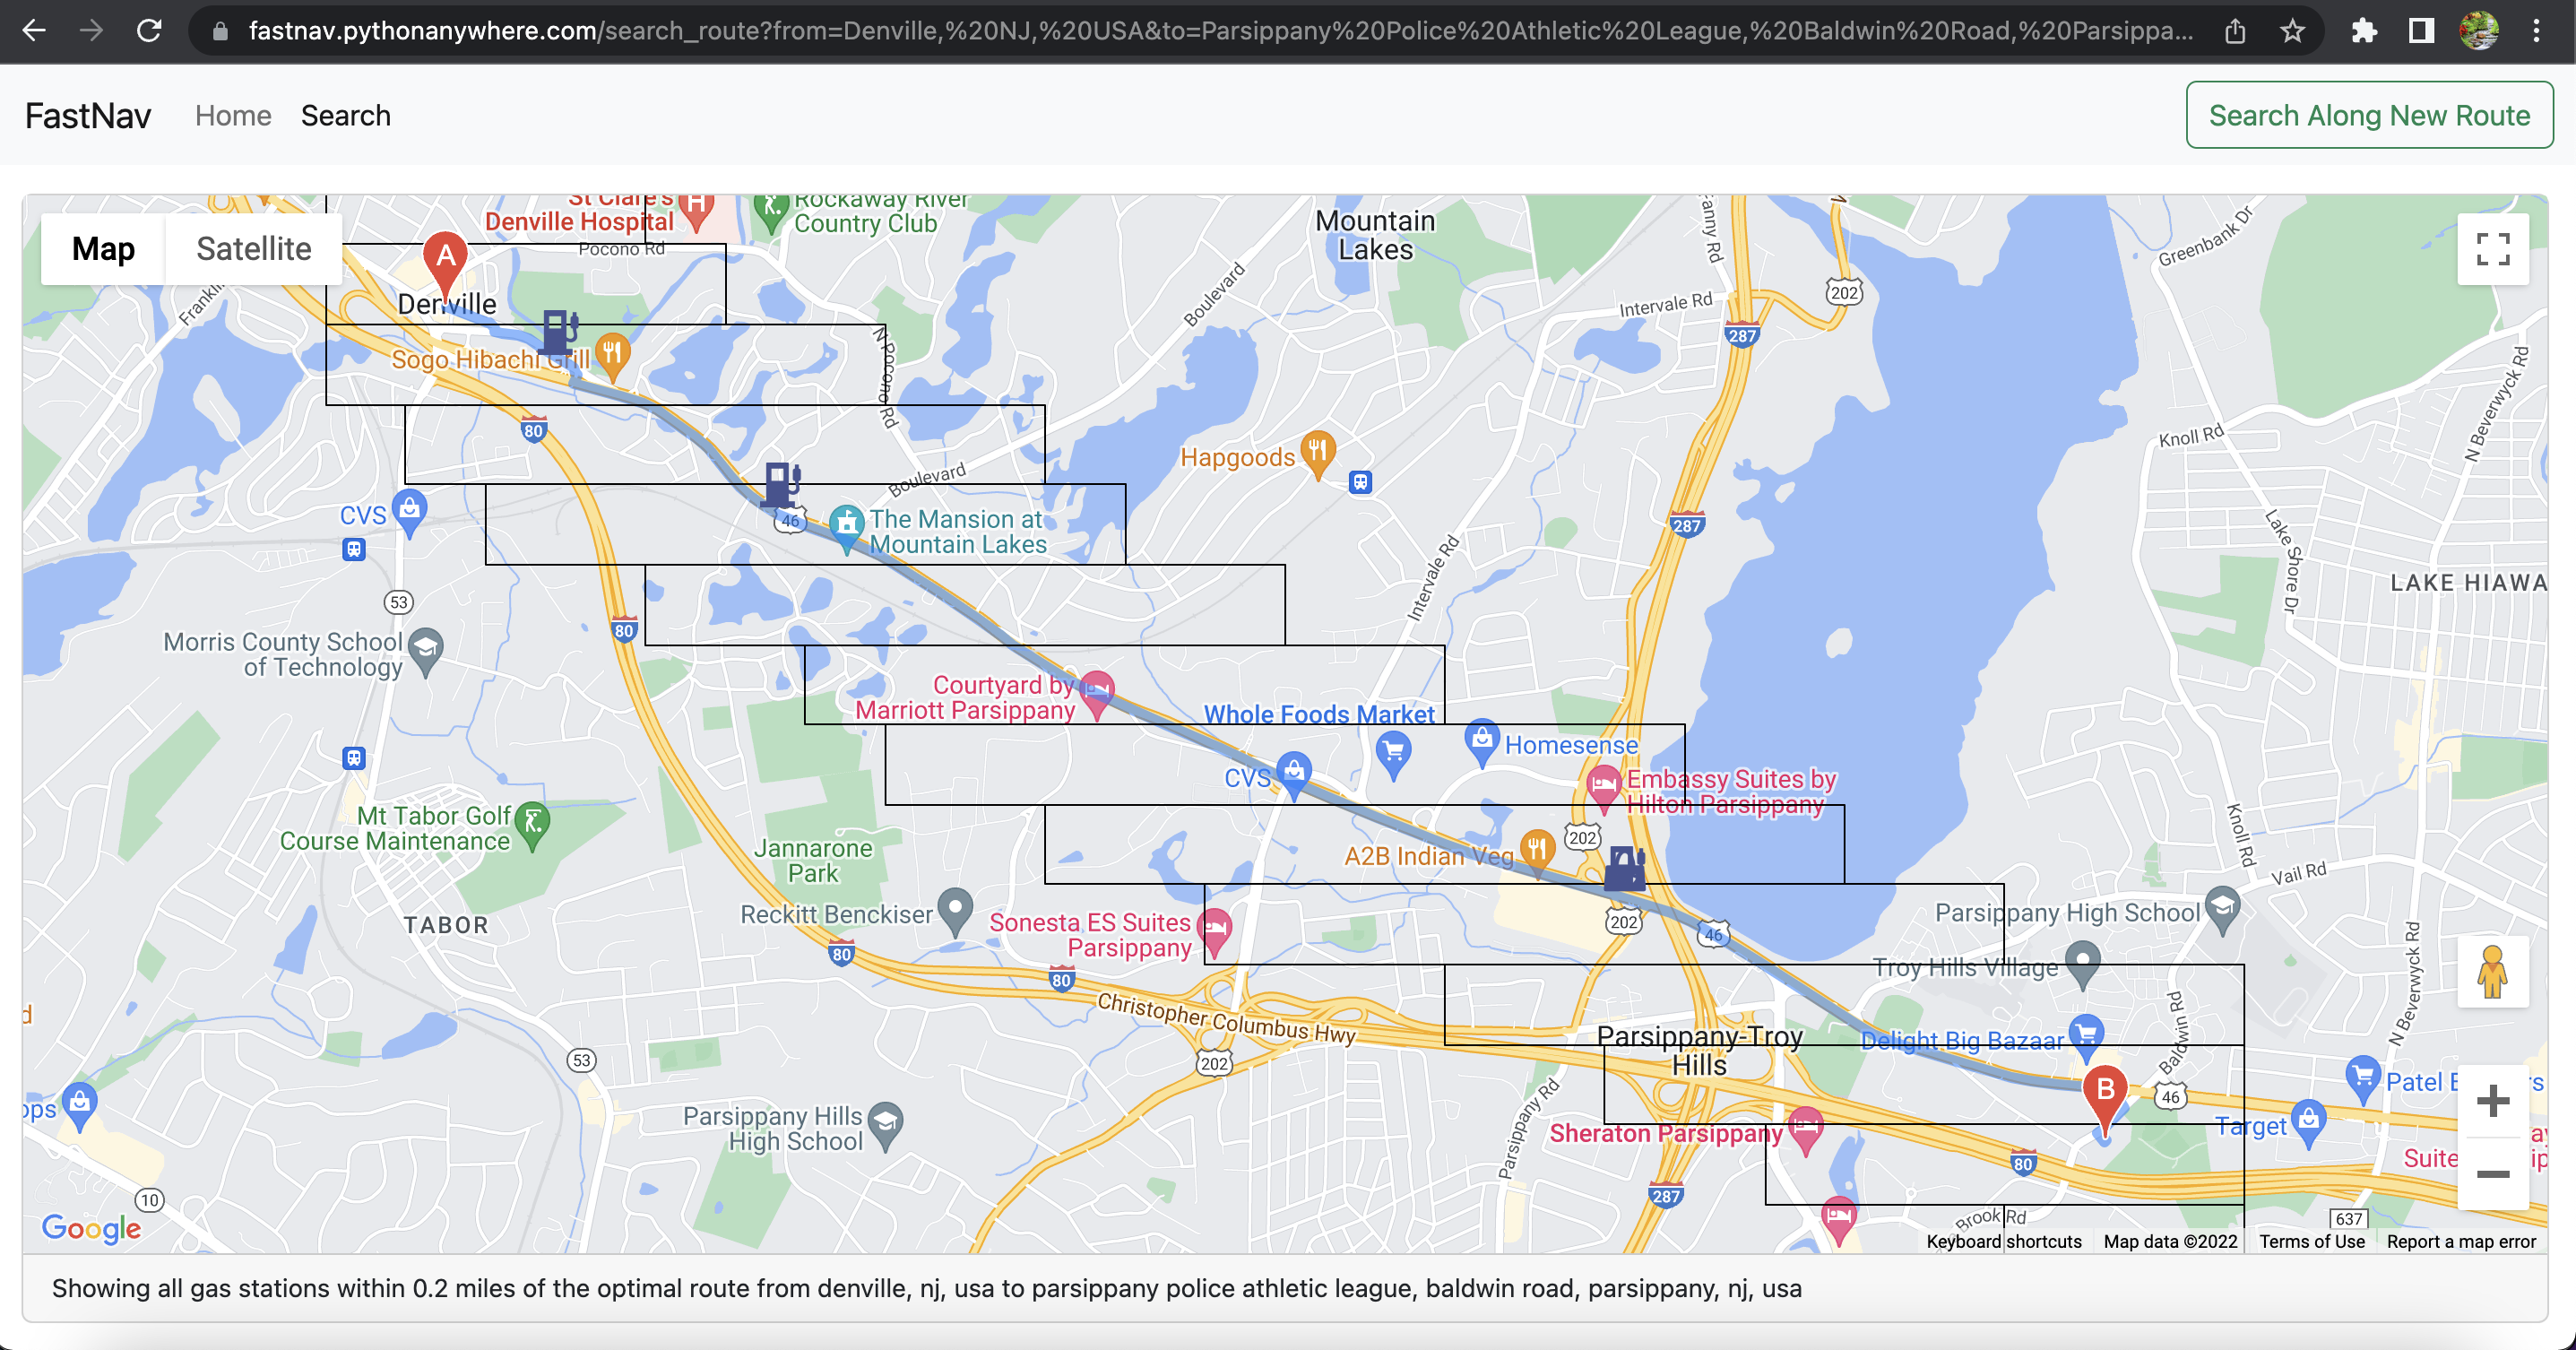 fastnav.pythonanywhere.com/search_route?from=Denville,%20NJ,%20USA&to=Parsippany%20Police%20Athletic%20League,%20Baldwin%20Road,%20Parsippa...
FastNav
Home
Search
Search Along New Route
Map
Satellite
St Clare's
Denville Hospital
H
Rockaway River
Country Club
Pocono Rd
Mountain
Lakes
Fanny Rd
Greenbank Dr
202
A
Denville
Boulevard
Intervale Rd
287
N Pocono Rd
Sogo Hibachi Grill
N Beverwyck Rd
80
Knoll Rd
Hapgoods
Boulevard
CVS
46
The Mansion at
Mountain Lakes
287
Lake Shore Dr
Intervale Rd
LAKE HIAWA
53
80
Morris County School
of Technology
Courtyard by
Marriott Parsippany
Whole Foods Market
Homesense
CVS
Embassy Suites by
Hilton Parsippany
Mt Tabor Golf
Course Maintenance
202
Knoll Rd
Jannarone
Park
A2B Indian Veg
Vail Rd
Reckitt Benckiser
TABOR
Sonesta ES Suites
Parsippany
202
46
Parsippany High School
80
80
Troy Hills Village
N Beverwyck Rd
Christopher Columbus Hwy
Baldwin Rd
Parsippany-Troy
Hills
Delight Big Bazaar
53
202
B
46
Patel
ops
Parsippany Hills
High School
Parsippany Rd
Sheraton Parsippany
Target
80
Suite
287
10
Google
Brook Rd
637
Keyboard shortcuts
Map data ©2022
Terms of Use
Report a map error
Showing all gas stations within 0.2 miles of the optimal route from denville, nj, usa to parsippany police athletic league, baldwin road, parsippany, nj, usa